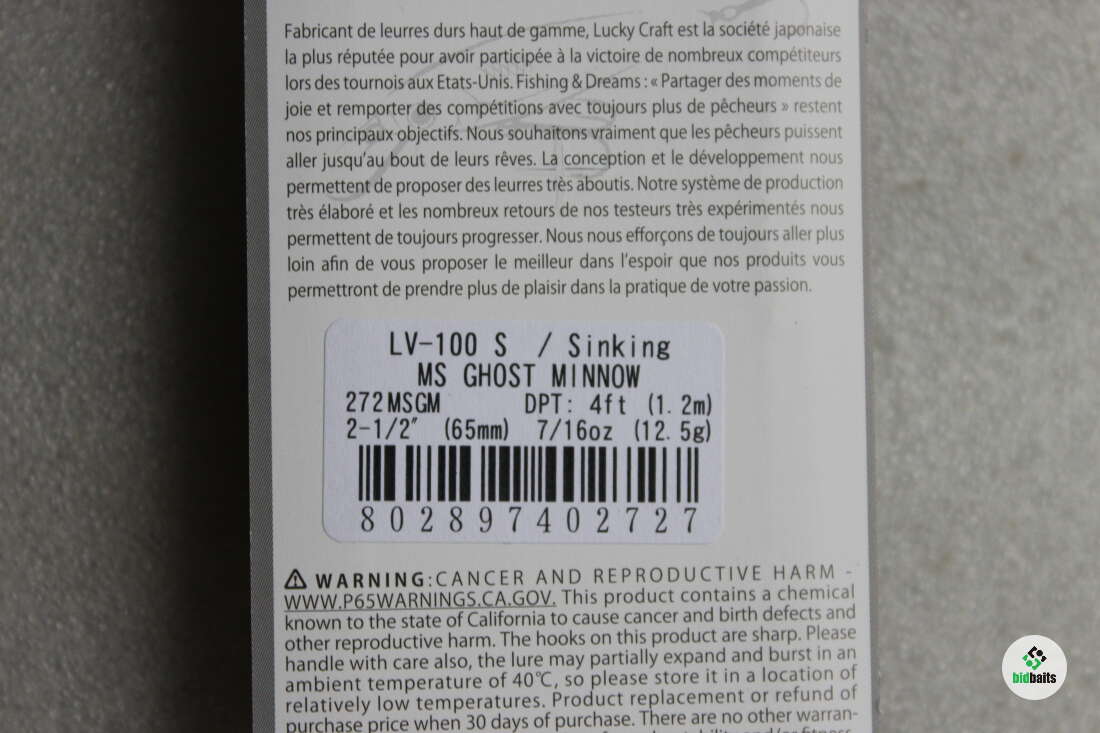 Fabricant de leurres durs haut de gamme, Lucky Craft est la société japonaise
la plus réputée pour avoir participée à la victoire de nombreux compétiteurs
lors des tournois aux Etats-Unis. Fishing & Dreams : « Partager des moments de
joie et remporter des compétitions avec toujours plus de pêcheurs » restent
nos principaux objectifs. Nous souhaitons vraiment que les pêcheurs puissent
aller jusqu'au bout de leurs rêves. La conception et le développement nous
permettent de proposer des leurres très aboutis. Notre système de production
très élaboré et les nombreux retours de nos testeurs très expérimentés nous
permettent de toujours progresser. Nous nous efforçons de toujours aller plus
loin afin de vous proposer le meilleur dans l'espoir que nos produits vous
permettront de prendre plus de plaisir dans la pratique de votre passion.
LV-100 S / Sinking
MS GHOST MINNOW
272MSGM DPT: 4ft (1.2m)
2-1/2" (65mm) 7/16oz (12.5g)
802897402727
⚠ WARNING:CANCER AND REPRODUCTIVE HARM -
WWW.P65WARNINGS.CA.GOV. This product contains a chemical
known to the state of California to cause cancer and birth defects and
other reproductive harm. The hooks on this product are sharp. Please
handle with care also, the lure may partially expand and burst in an
ambient temperature of 40℃, so please store it in a location of
relatively low temperatures. Product replacement or refund of
purchase price when 30 days of purchase. There are no other warran-
bidbaits